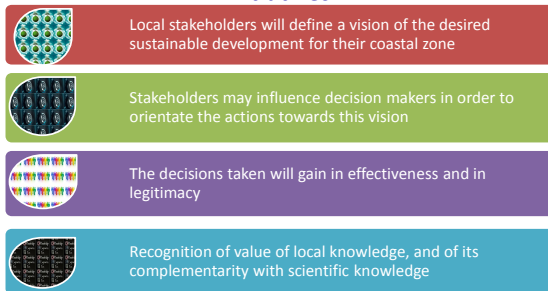 Local stakeholders will define a vision of the desired
sustainable development for their coastal zone
Stakeholders may influence decision makers in order to
orientate the actions towards this vision
The decisions taken will gain in effectiveness and in
legitimacy
Recognition of value of local knowledge, and of its
complementarity with scientific knowledge